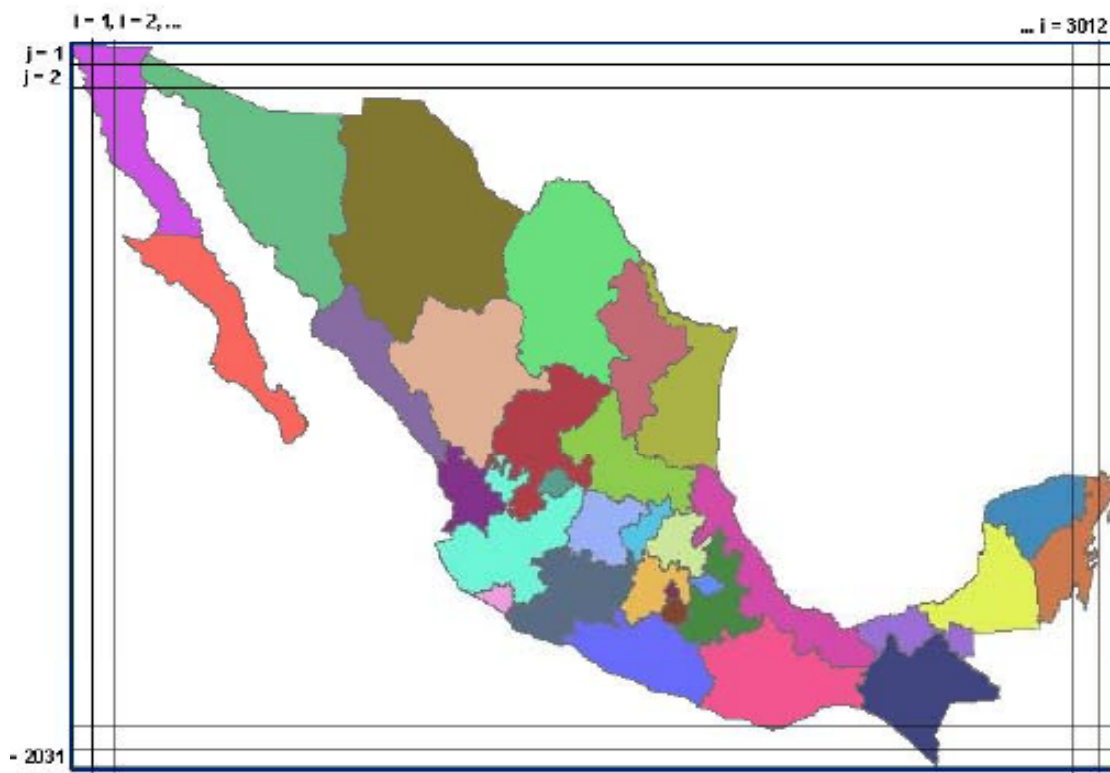 i = 1, i = 2, ...
... i = 3012
j = 1
j = 2
= 2031